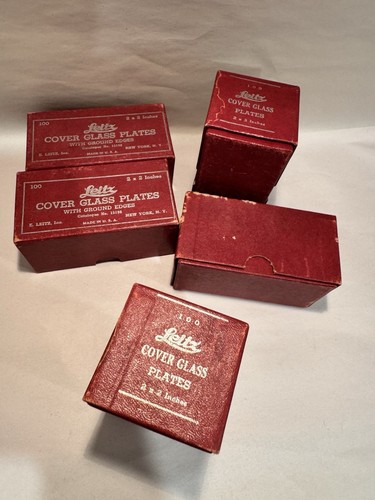 100 2 x 2 Inches
Leitz
COVER GLASS PLATES
WITH GROUND EDGES
E. LEITZ, Inc. MADE IN U.S.A. NEW YORK, N. Y.
100 2 x 2 Inches
Leitz
COVER GLASS PLATES
WITH GROUND EDGES
E. LEITZ, Inc MADE IN U.S.A. NEW YORK, N. Y.
100
Leitz
COVER GLASS
PLATES
2 x 2 Inches
100
Leitz
COVER GLASS
PLATES
2 x 2 Inches